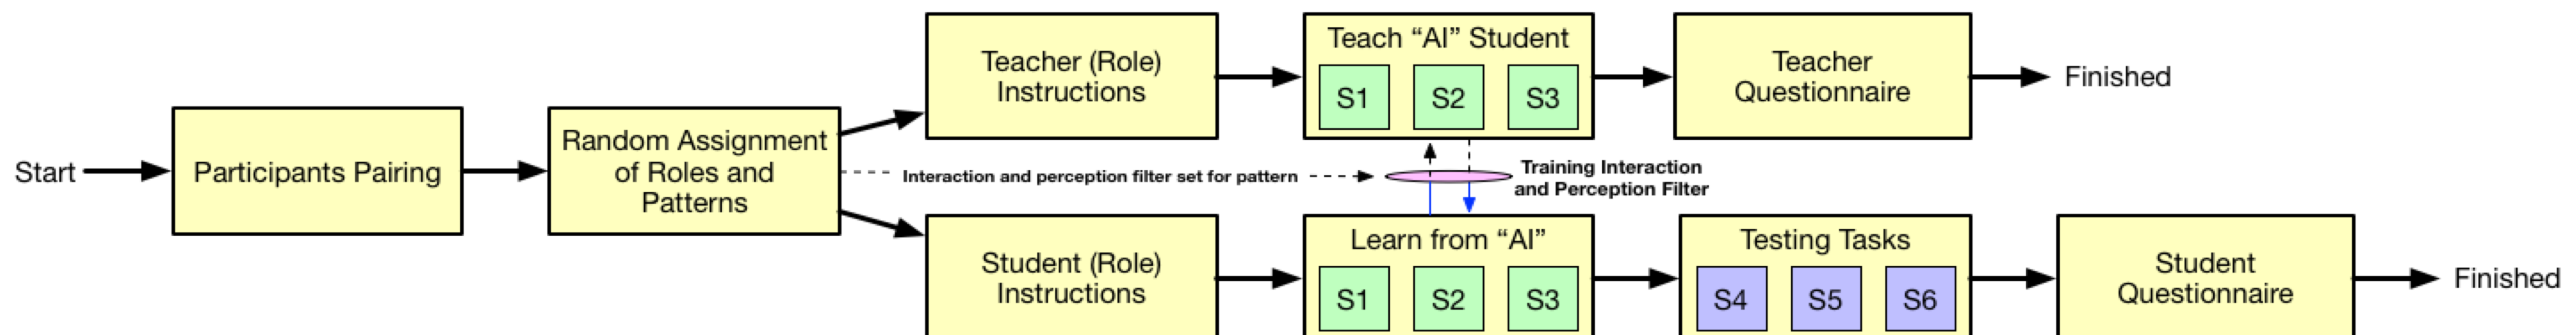 Start
Participants Pairing
Random Assignment
of Roles and
Patterns
Teacher (Role)
Instructions
Teach “AI” Student
S1
S2
S3
Teacher
Questionnaire
Finished
Interaction and perception filter set for pattern
Training Interaction
and Perception Filter
Student (Role)
Instructions
Learn from “AI”
S1
S2
S3
Testing Tasks
S4
S5
S6
Student
Questionnaire
Finished